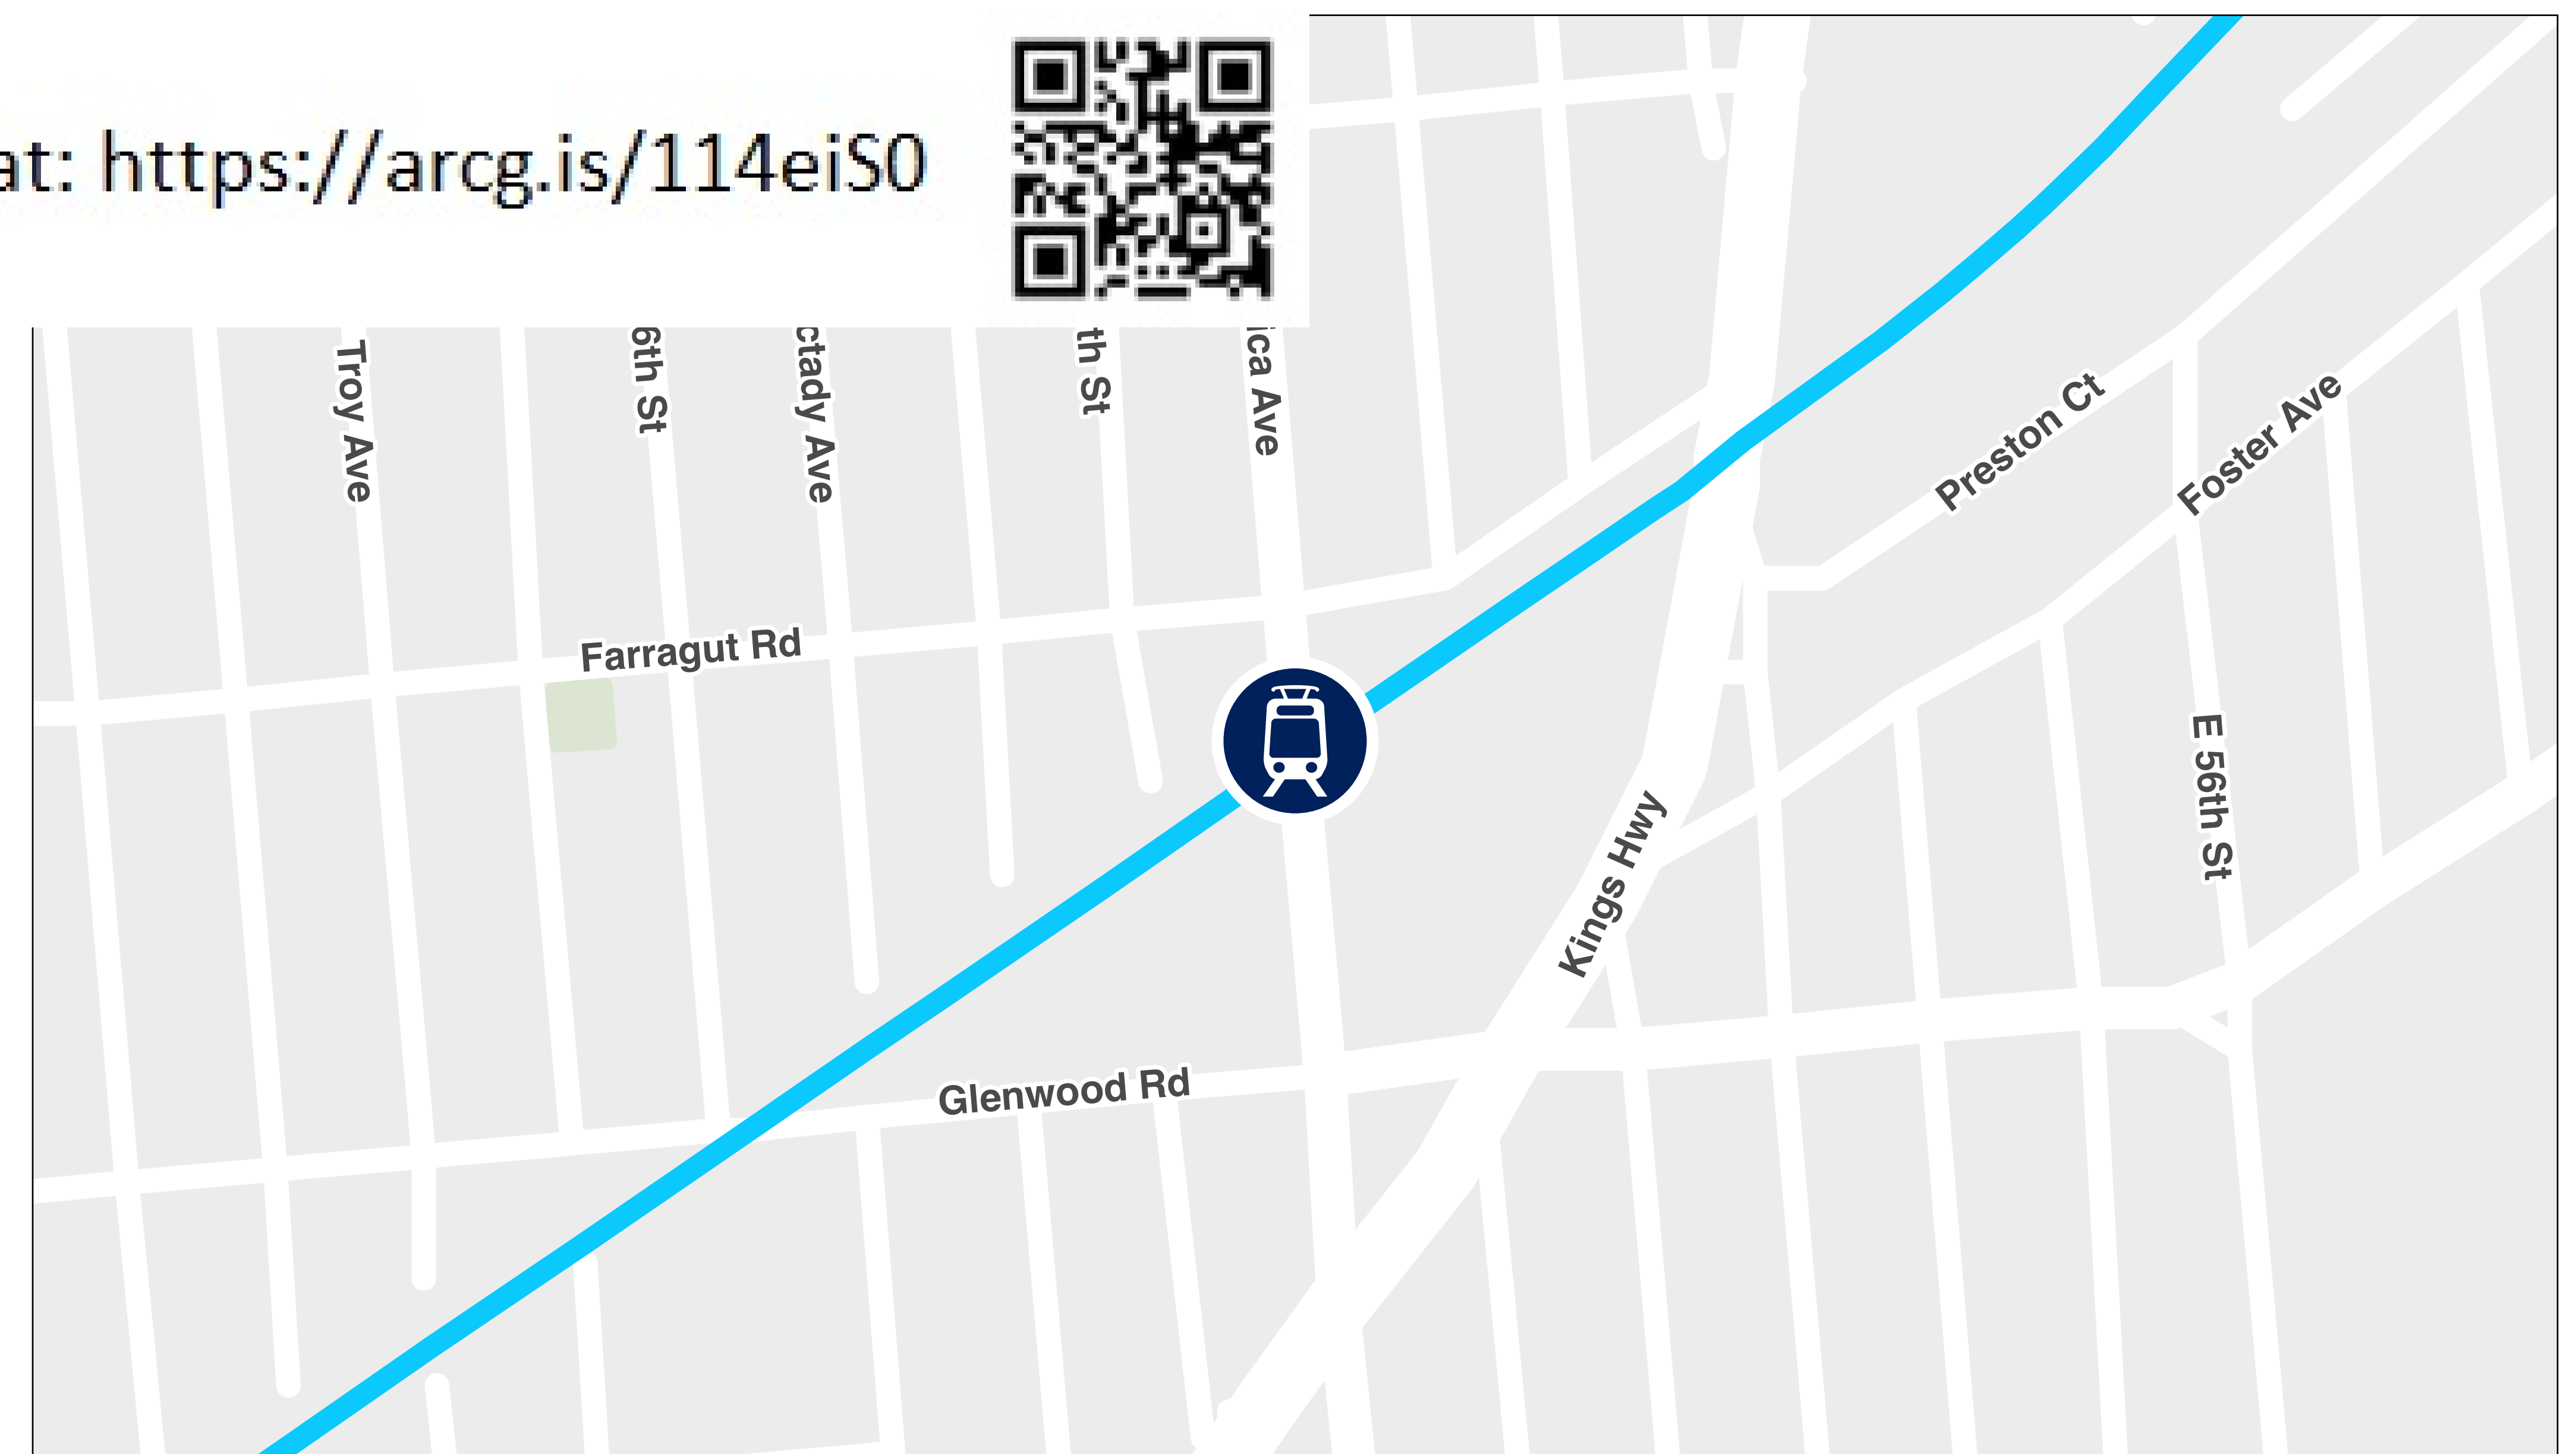 at: https://arcg.is/114eiS0
Troy Ave
6th St
ctady Ave
th St
ica Ave
Preston Ct
Foster Ave
Farragut Rd
E 56th St
Kings Hwy
Glenwood Rd